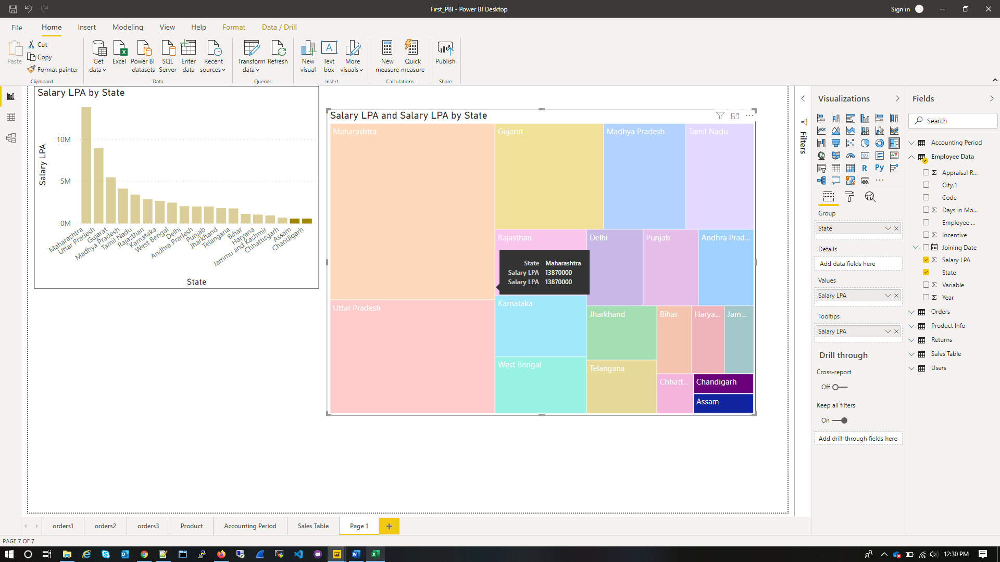 First_PBI - Power BI Desktop
Sign in
File
Home
Insert
Modeling
View
Help
Format
Data / Drill
Paste
Cut
Copy
Format painter
Clipboard
Get data
Excel
Power BI datasets
SQL Server
Enter data
Recent sources
Data
Transform data
Refresh
Queries
New visual
Text box
More visuals
Insert
New measure
Quick measure
Calculations
Publish
Share
Salary LPA by State
Salary LPA
10M
5M
0M
Maharashtra
Uttar Pradesh
Gujarat
Madhya Pradesh
Tamil Nadu
Rajasthan
Karnataka
West Bengal
Delhi
Andhra Pradesh
Punjab
Jharkhand
Telangana
Bihar
Haryana
Jammu and Kashmir
Chhattisgarh
Assam
Chandigarh
State
Salary LPA and Salary LPA by State
Maharashtra
Gujarat
Madhya Pradesh
Tamil Nadu
Rajasthan
Delhi
Punjab
Andhra Prad...
State Maharashtra
Salary LPA 13870000
Salary LPA 13870000
Uttar Pradesh
Karnataka
Jharkhand
Bihar
Harya...
Jam...
West Bengal
Telangana
Chhatt...
Chandigarh
Assam
Filters
Visualizations
123
R
Py
Group
State
Details
Add data fields here
Values
Salary LPA
Tooltips
Salary LPA
Drill through
Cross-report
Off
Keep all filters
On
Add drill-through fields here
Fields
Search
Accounting Period
Employee Data
Appraisal R...
City.1
Code
Days in Mo...
Employee ...
Incentive
Joining Date
Salary LPA
State
Variable
Year
Orders
Product Info
Returns
Sales Table
Users
orders1
orders2
orders3
Product
Accounting Period
Sales Table
Page 1
PAGE 7 OF 7
12:30 PM